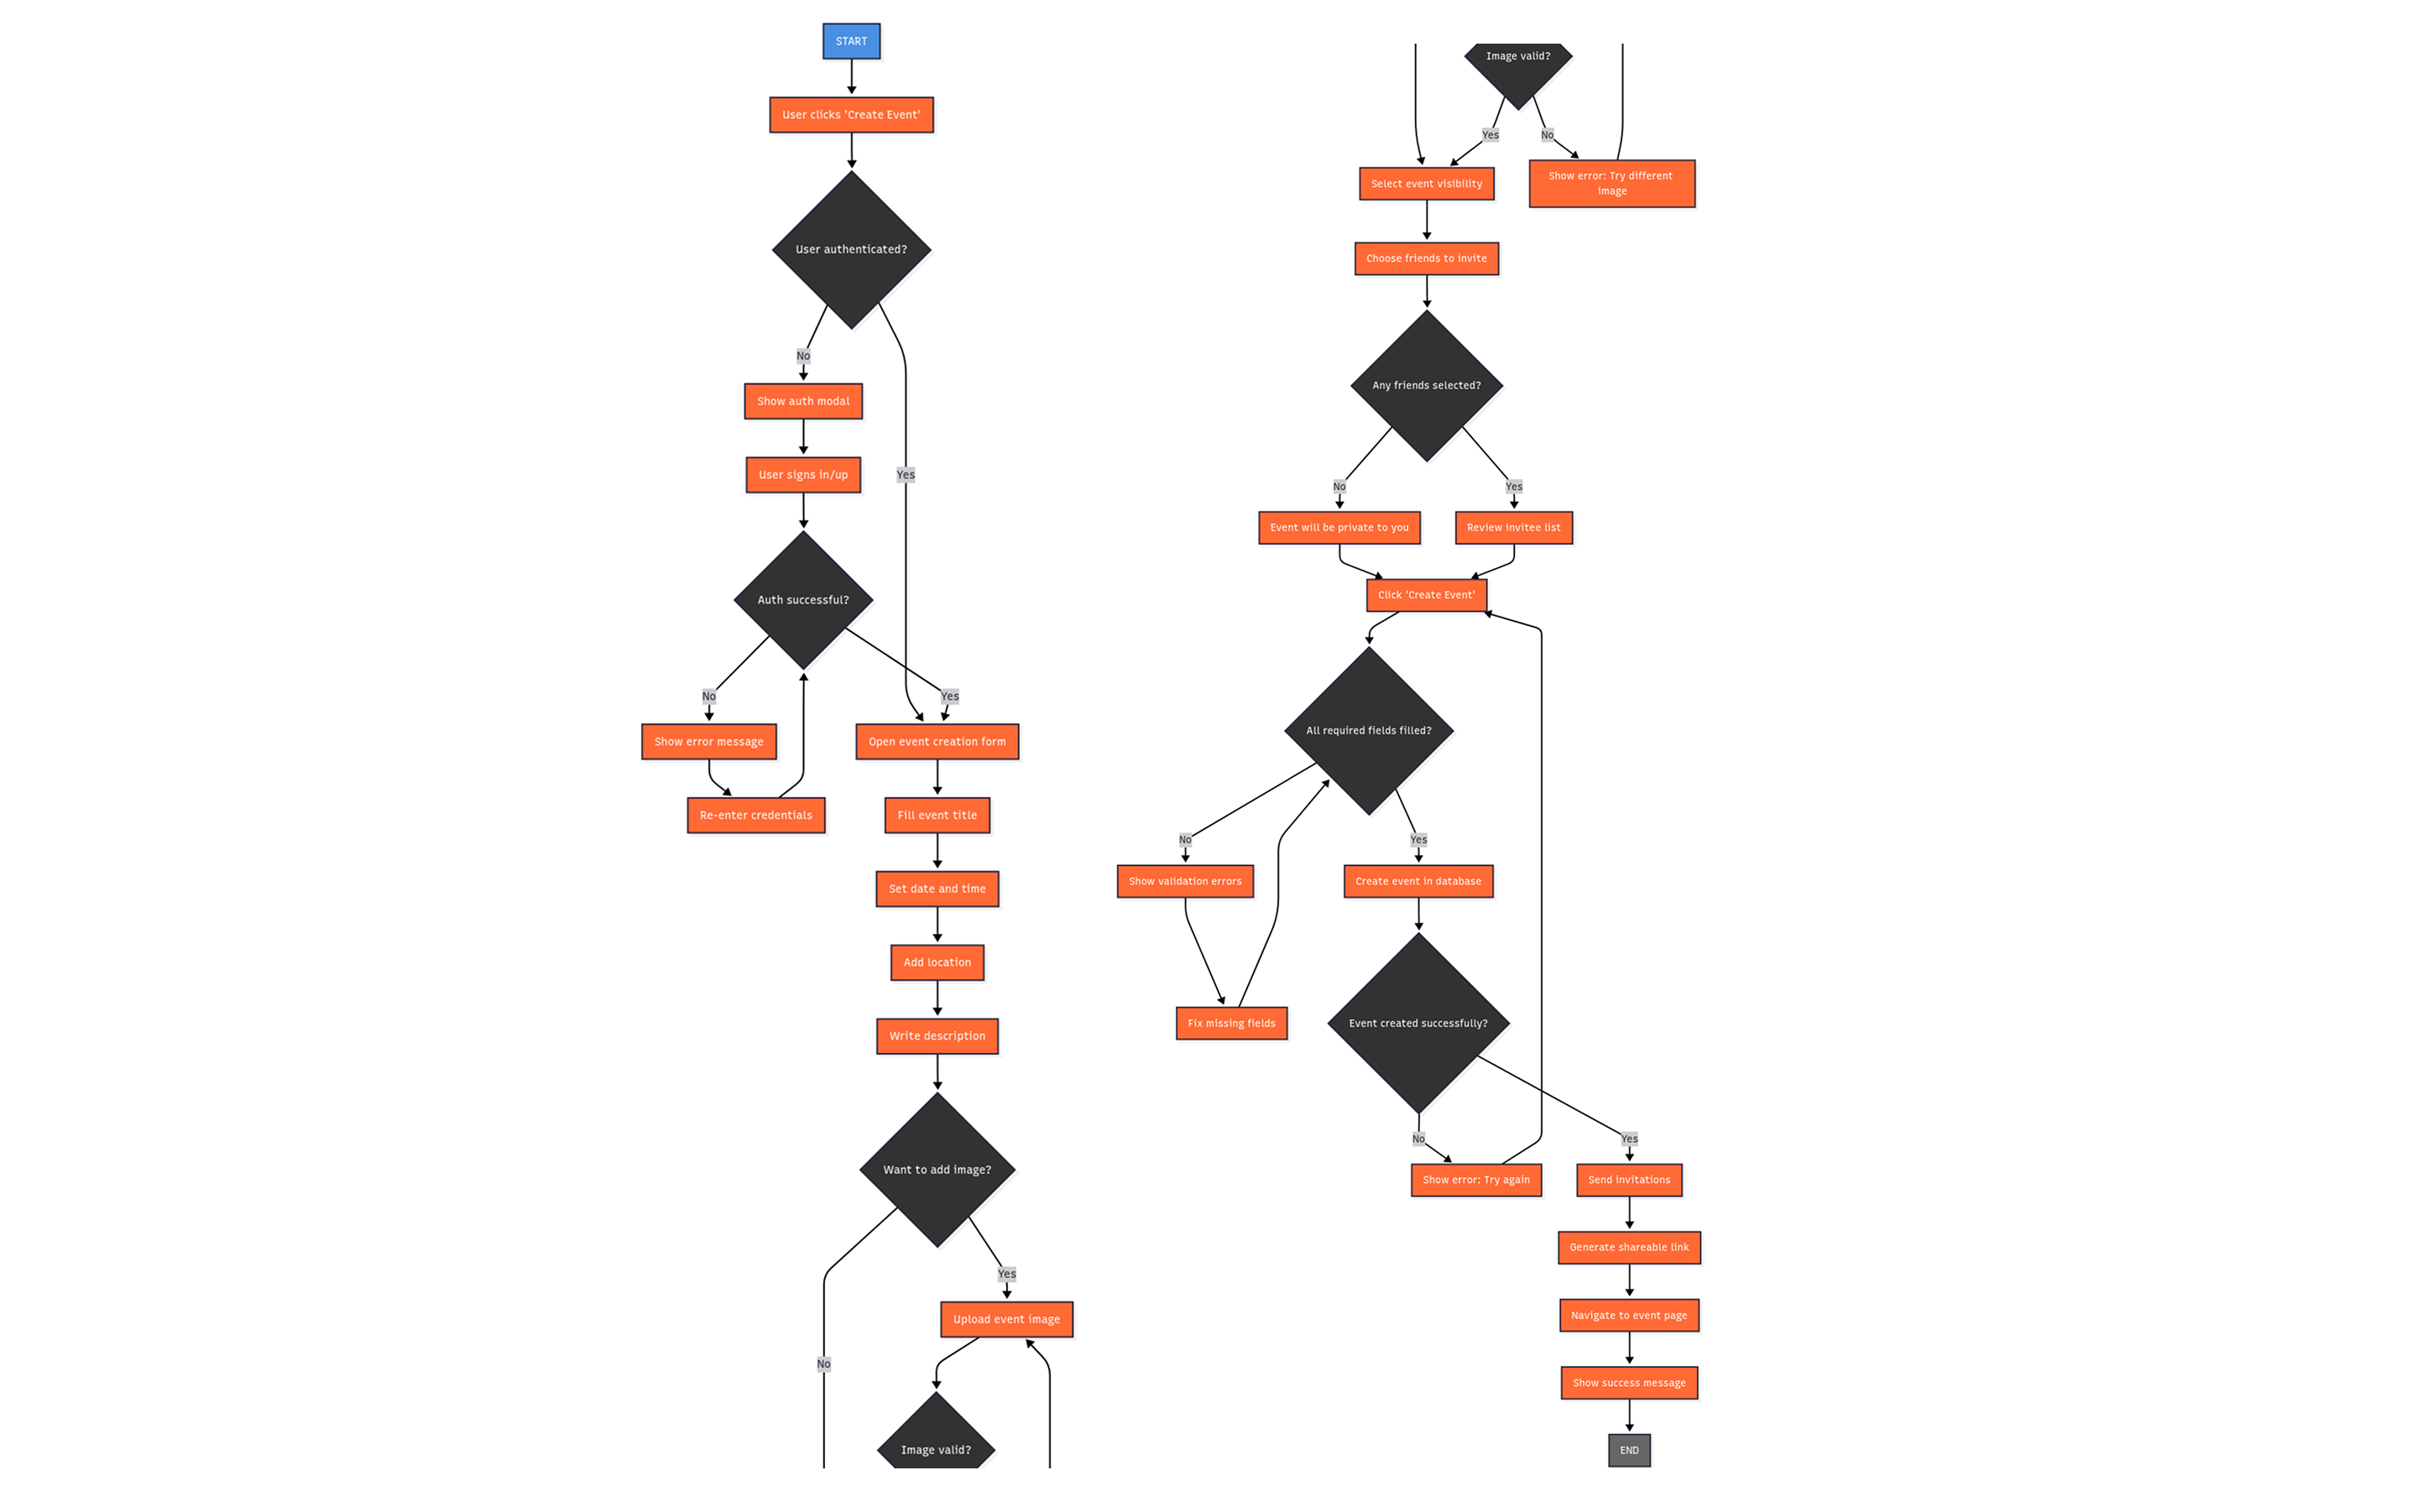 START
User clicks 'Create Event'
User authenticated?
No
Yes
Show auth modal
User signs in/up
Auth successful?
No
Yes
Show error message
Open event creation form
Re-enter credentials
Fill event title
Set date and time
Add location
Write description
Want to add image?
Yes
Upload event image
No
Image valid?
Image valid?
Yes
No
Select event visibility
Show error: Try different
image
Choose friends to invite
Any friends selected?
No
Yes
Event will be private to you
Review invitee list
Click 'Create Event'
All required fields filled?
No
Yes
Show validation errors
Create event in database
Fix missing fields
Event created successfully?
No
Yes
Show error: Try again
Send invitations
Generate shareable link
Navigate to event page
Show success message
END